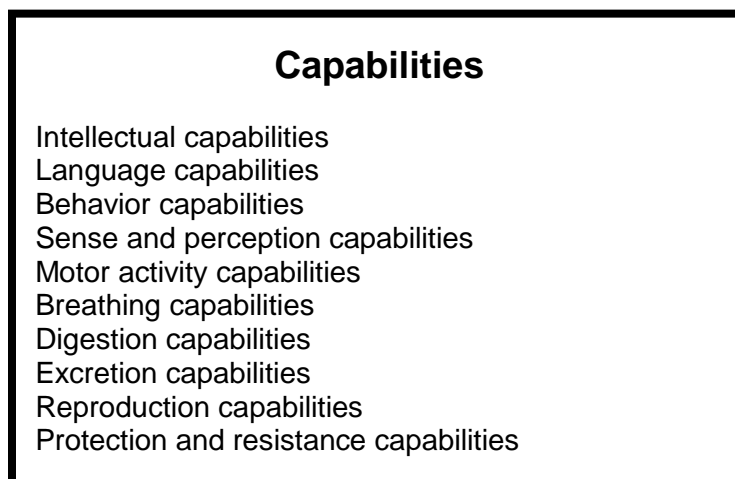 Capabilities
Intellectual capabilities
Language capabilities
Behavior capabilities
Sense and perception capabilities
Motor activity capabilities
Breathing capabilities
Digestion capabilities
Excretion capabilities
Reproduction capabilities
Protection and resistance capabilities